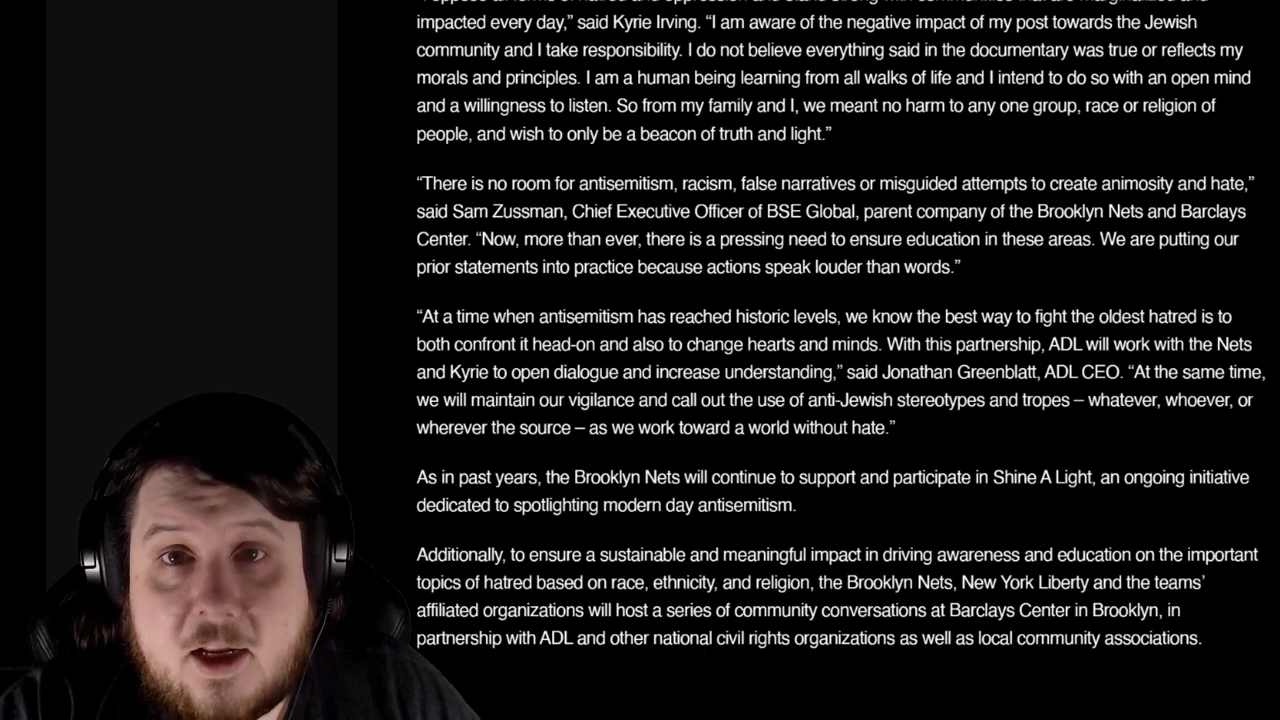 impacted every day,” said Kyrie Irving. “I am aware of the negative impact of my post towards the Jewish
community and I take responsibility. I do not believe everything said in the documentary was true or reflects my
morals and principles. I am a human being learning from all walks of life and I intend to do so with an open mind
and a willingness to listen. So from my family and I, we meant no harm to any one group, race or religion of
people, and wish to only be a beacon of truth and light.”
“There is no room for antisemitism, racism, false narratives or misguided attempts to create animosity and hate,”
said Sam Zussman, Chief Executive Officer of BSE Global, parent company of the Brooklyn Nets and Barclays
Center. “Now, more than ever, there is a pressing need to ensure education in these areas. We are putting our
prior statements into practice because actions speak louder than words.”
“At a time when antisemitism has reached historic levels, we know the best way to fight the oldest hatred is to
both confront it head-on and also to change hearts and minds. With this partnership, ADL will work with the Nets
and Kyrie to open dialogue and increase understanding,” said Jonathan Greenblatt, ADL CEO. “At the same time,
we will maintain our vigilance and call out the use of anti-Jewish stereotypes and tropes – whatever, whoever, or
wherever the source – as we work toward a world without hate.”
As in past years, the Brooklyn Nets will continue to support and participate in Shine A Light, an ongoing initiative
dedicated to spotlighting modern day antisemitism.
Additionally, to ensure a sustainable and meaningful impact in driving awareness and education on the important
topics of hatred based on race, ethnicity, and religion, the Brooklyn Nets, New York Liberty and the teams’
affiliated organizations will host a series of community conversations at Barclays Center in Brooklyn, in
partnership with ADL and other national civil rights organizations as well as local community associations.